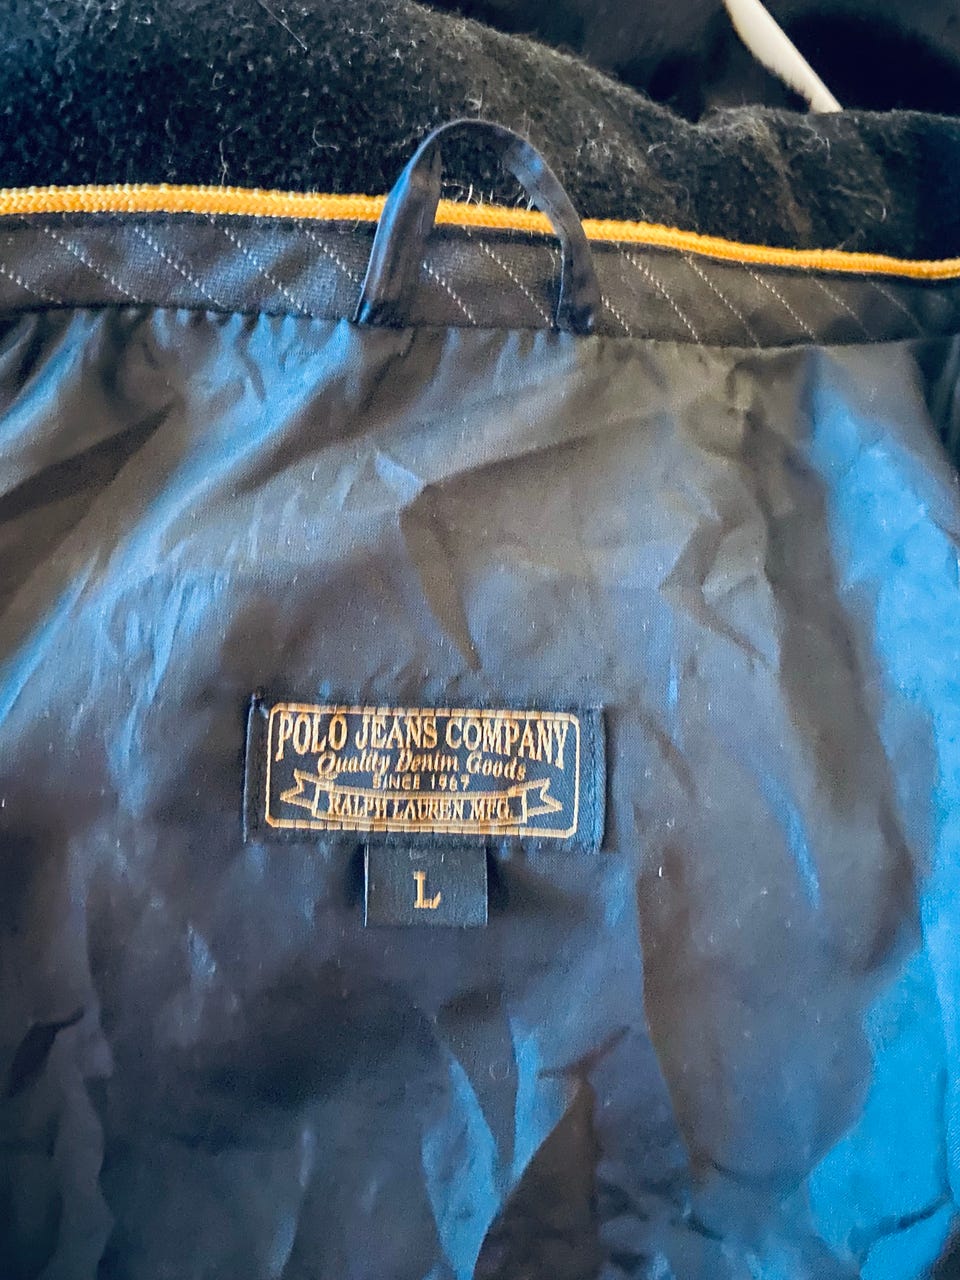 POLO JEANS COMPANY
Quality Denim Goods
SINCE 1967
RALPH LAUREN MFG.
L